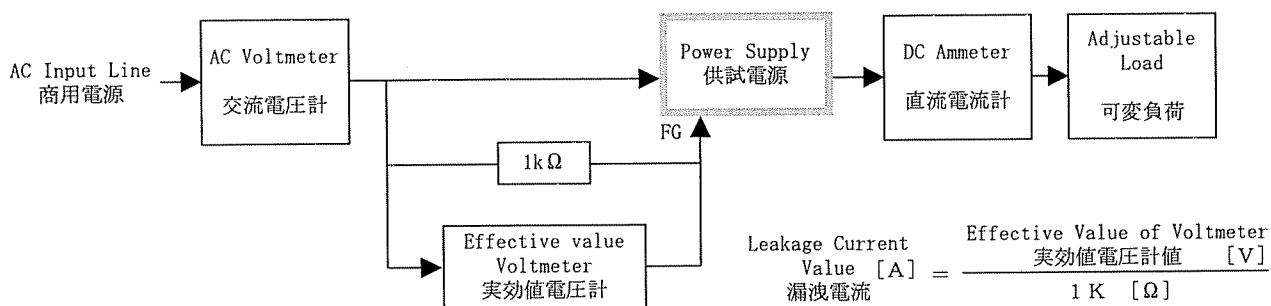 AC Input Line
商用電源
AC Voltmeter
交流電圧計
Power Supply
供試電源
DC Ammeter
直流電流計
Adjustable
Load
可変負荷
FG
1kΩ
Effective value
Voltmeter
実効値電圧計
Leakage Current
Value [A] =
漏洩電流
Effective Value of Voltmeter
実効値電圧計値 [V]
1K [Ω]